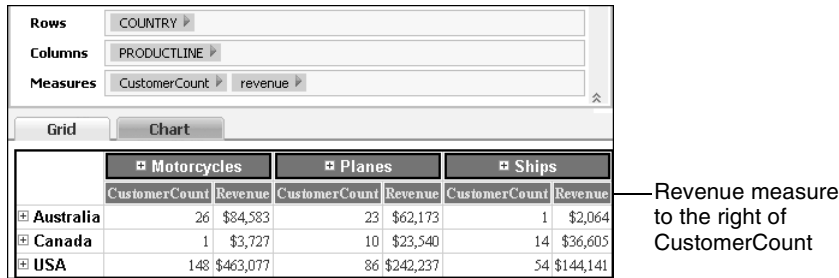 Rows COUNTRY
Columns PRODUCTLINE
Measures CustomerCount revenue
Grid Chart
Motorcycles Planes Ships
CustomerCount Revenue CustomerCount Revenue CustomerCount Revenue
Australia 26 $84,583 23 $62,173 1 $2,064
Canada 1 $3,727 10 $23,540 14 $36,605
USA 148 $463,077 86 $242,237 54 $144,141
Revenue measure
to the right of
CustomerCount